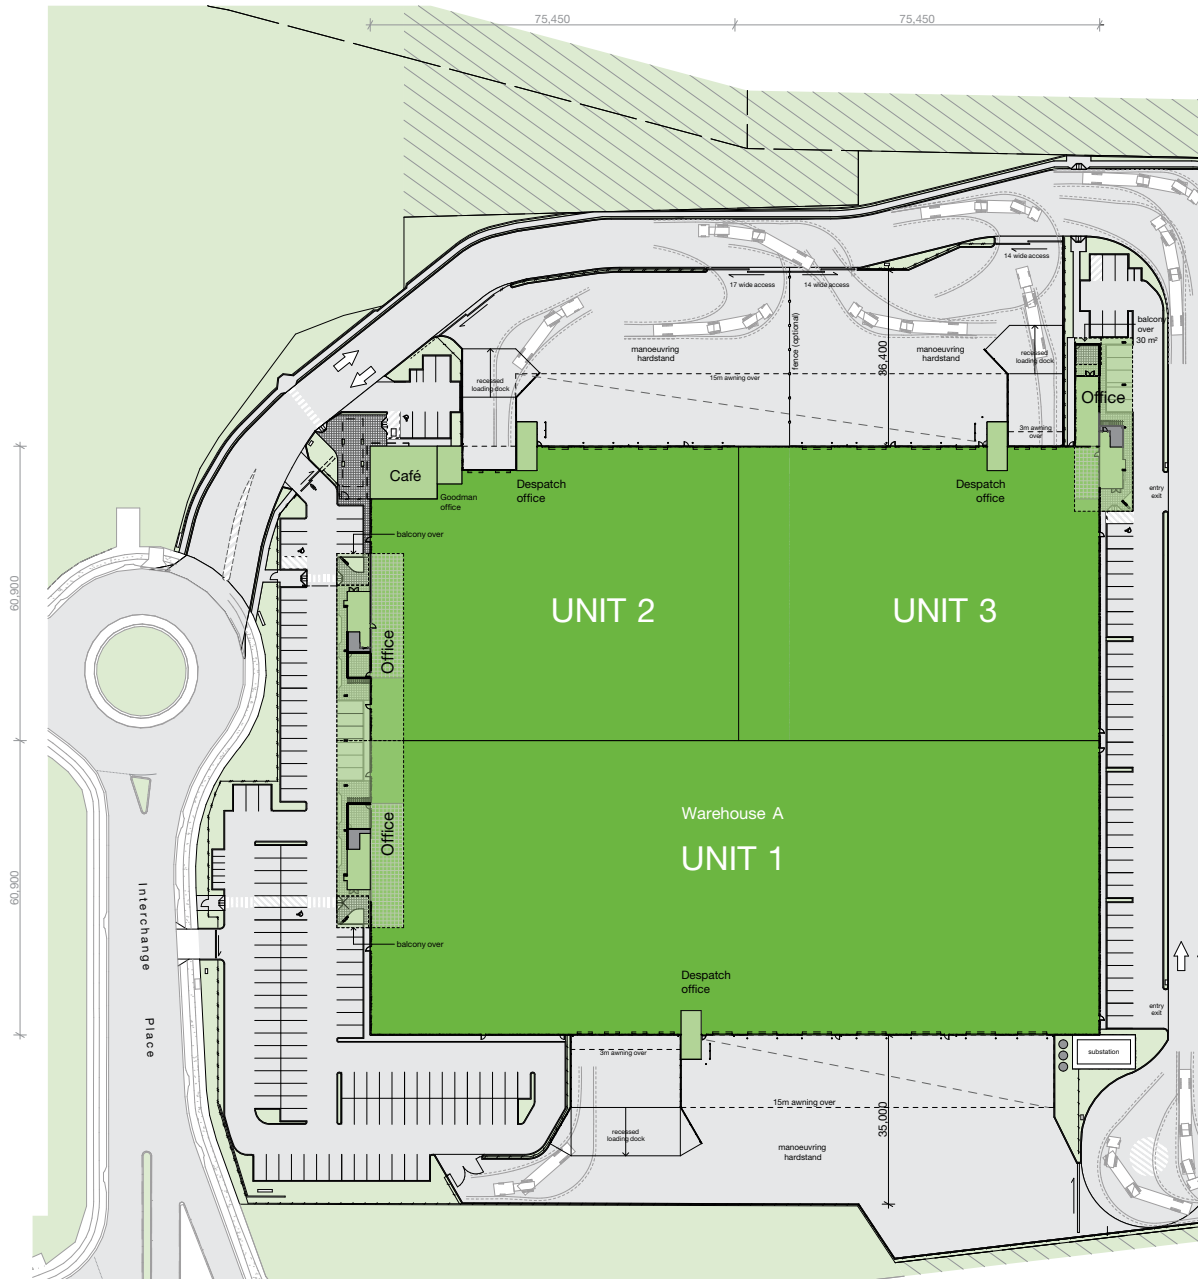 75,450
75,450
14 wide access
17 wide access
14 wide access
balcony
over
30 m²
fence (optional)
36,400
manoeuvring
hardstand
manoeuvring
hardstand
recessed
loading dock
recessed
loading dock
15m awning over
Office
3m awning
over
Café
Goodman
office
Despatch
office
Despatch
office
entry
exit
balcony over
60,900
UNIT 2
UNIT 3
Office
Warehouse A
UNIT 1
Office
60,900
Interchange
Place
balcony over
Despatch
office
entry
exit
3m awning over
substation
15m awning over
35,000
recessed
loading dock
manoeuvring
hardstand